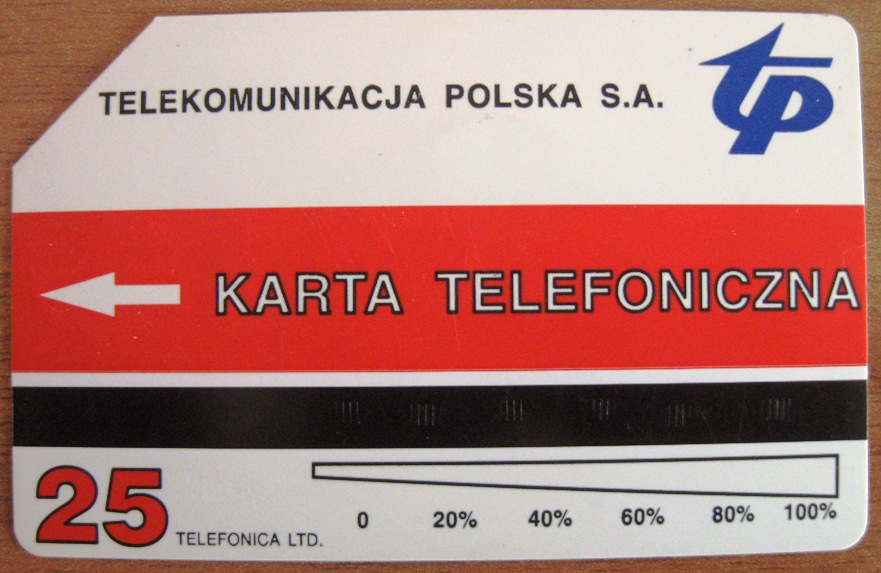 TELEKOMUNIKACJA POLSKA S.A.
tp
KARTA TELEFONICZNA
25
TELEFONICA LTD.
0 20% 40% 60% 80% 100%